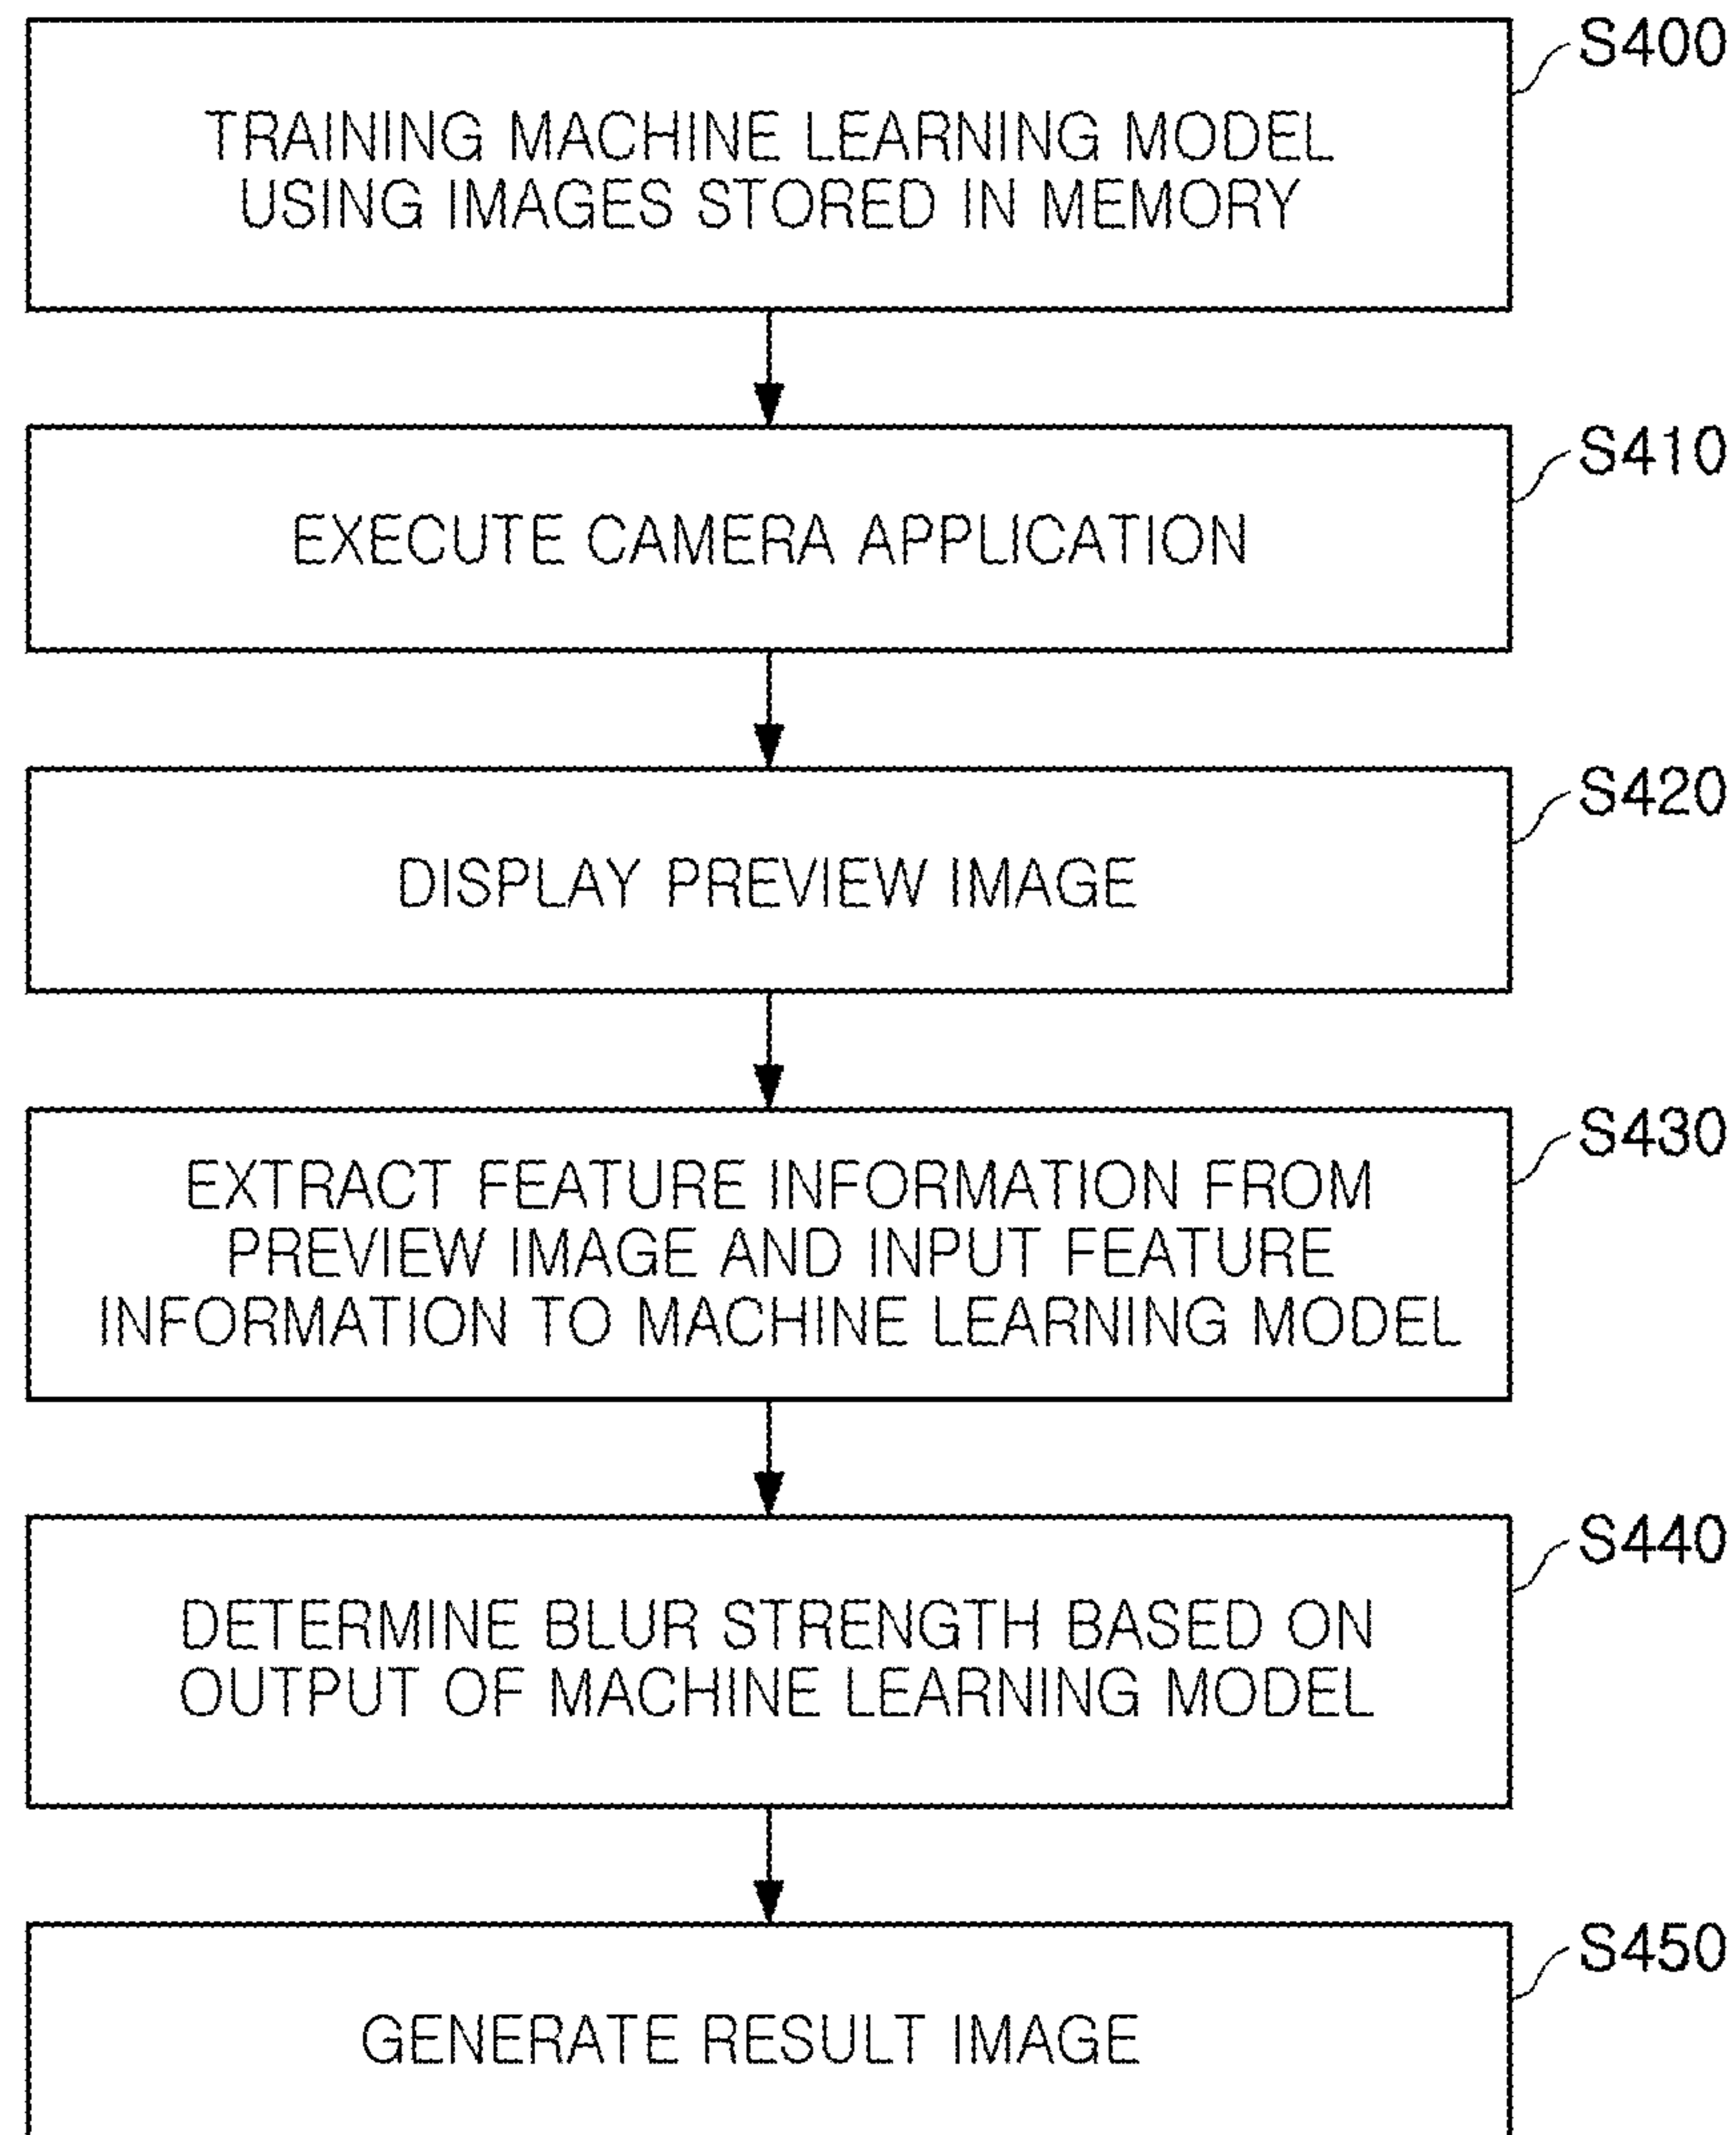 S400
TRAINING MACHINE LEARNING MODEL
USING IMAGES STORED IN MEMORY
S410
EXECUTE CAMERA APPLICATION
S420
DISPLAY PREVIEW IMAGE
S430
EXTRACT FEATURE INFORMATION FROM
PREVIEW IMAGE AND INPUT FEATURE
INFORMATION TO MACHINE LEARNING MODEL
S440
DETERMINE BLUR STRENGTH BASED ON
OUTPUT OF MACHINE LEARNING MODEL
S450
GENERATE RESULT IMAGE